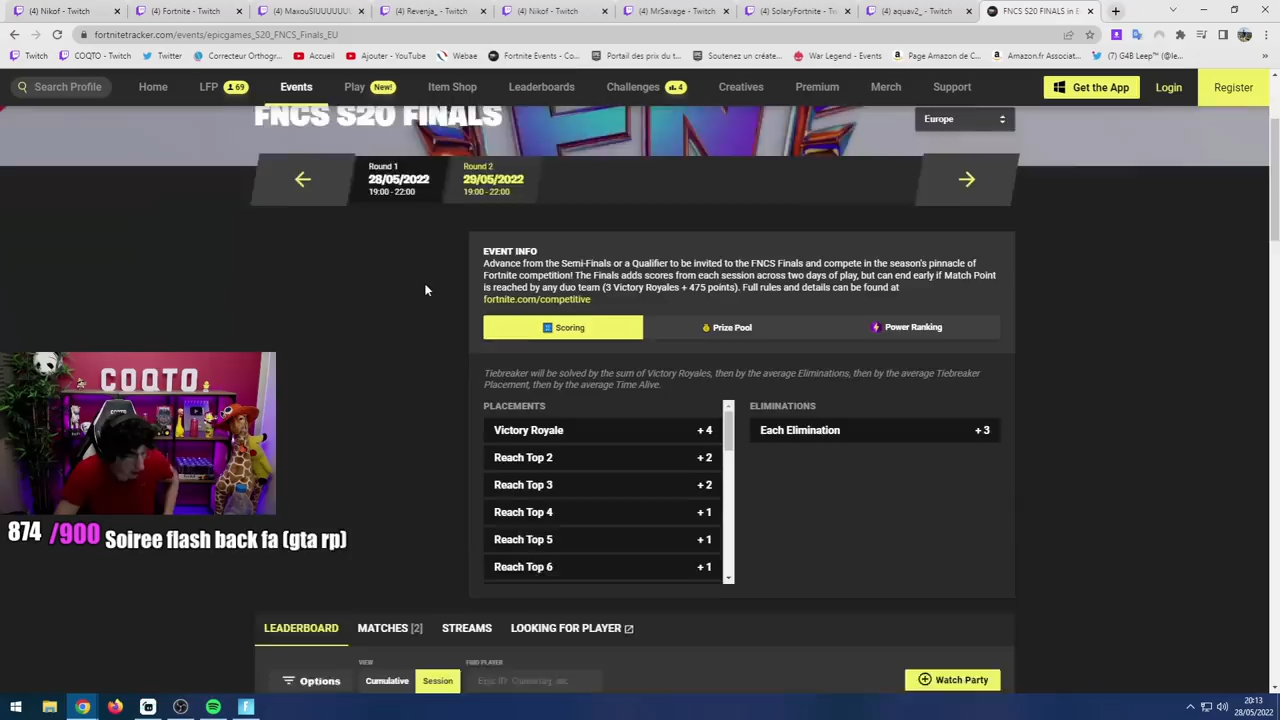 (4) Nikof - Twitch
(4) Fortnite - Twitch
(4) MaxouSIUUUUUU
(4) Revenja_ - Twitch
(4) Nikof - Twitch
(4) MrSavage - Twitch
(4) SolaryFortnite - Tw
(4) aquav2_ - Twitch
FNCS S20 FINALS in E
fortnitetracker.com/events/epicgames_S20_FNCS_Finals_EU
Twitch
COQTO - Twitch
Twitter
Correcteur Orthogr...
Accueil
Ajouter - YouTube
Webae
Fortnite Events - C...
Portail des prix du t...
Soutenez un créate...
War Legend - Events
Page Amazon de C...
Amazon.fr Associat...
(7) G4B Leep™ (@l...
Search Profile
Home
LFP 69
Events
Play New!
Item Shop
Leaderboards
Challenges 4
Creatives
Premium
Merch
Support
Get the App
Login
Register
FNCS S20 FINALS
Europe
Round 1
28/05/2022
19:00 - 22:00
Round 2
29/05/2022
19:00 - 22:00
EVENT INFO
Advance from the Semi-Finals or a Qualifier to be invited to the FNCS Finals and compete in the season's pinnacle of
Fortnite competition! The Finals adds scores from each session across two days of play, but can end early if Match Point
is reached by any duo team (3 Victory Royales + 475 points). Full rules and details can be found at
fortnite.com/competitive
Scoring
Prize Pool
Power Ranking
Tiebreaker will be solved by the sum of Victory Royales, then by the average Eliminations, then by the average Tiebreaker
Placement, then by the average Time Alive.
PLACEMENTS
Victory Royale + 4
Reach Top 2 + 2
Reach Top 3 + 2
Reach Top 4 + 1
Reach Top 5 + 1
Reach Top 6 + 1
ELIMINATIONS
Each Elimination + 3
COQTO
874 /900 Soiree flash back fa (gta rp)
LEADERBOARD
MATCHES [2]
STREAMS
LOOKING FOR PLAYER
VIEW
FIND PLAYER
Options
Cumulative
Session
Watch Party
20:13
28/05/2022